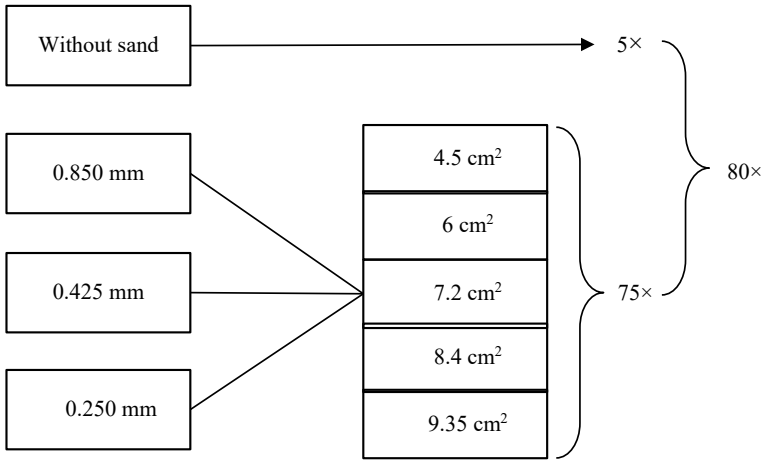 Without sand
5×
0.850 mm
0.425 mm
0.250 mm
4.5 cm²
6 cm²
7.2 cm²
8.4 cm²
9.35 cm²
75×
80×